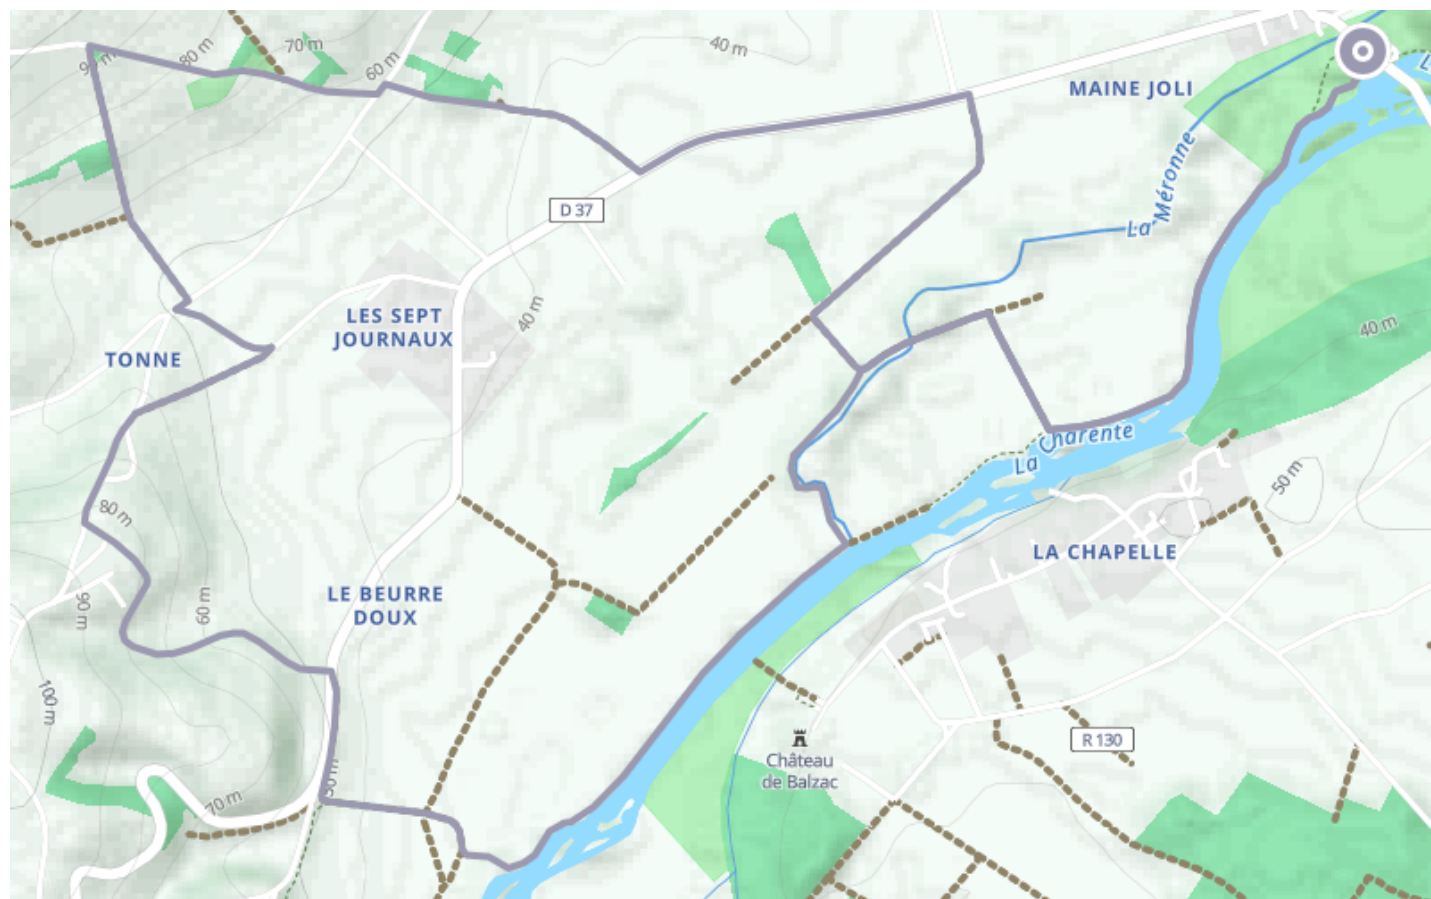 40 m
70 m
80 m
60 m
MAINE JOLI
La Méronne
D 37
LES SEPT
JOURNAUX
40 m
40 m
TONNE
La Charente
50 m
80 m
LA CHAPELLE
LE BEURRE
DOUX
90 m
60 m
100 m
R 130
Château
de Balzac
70 m